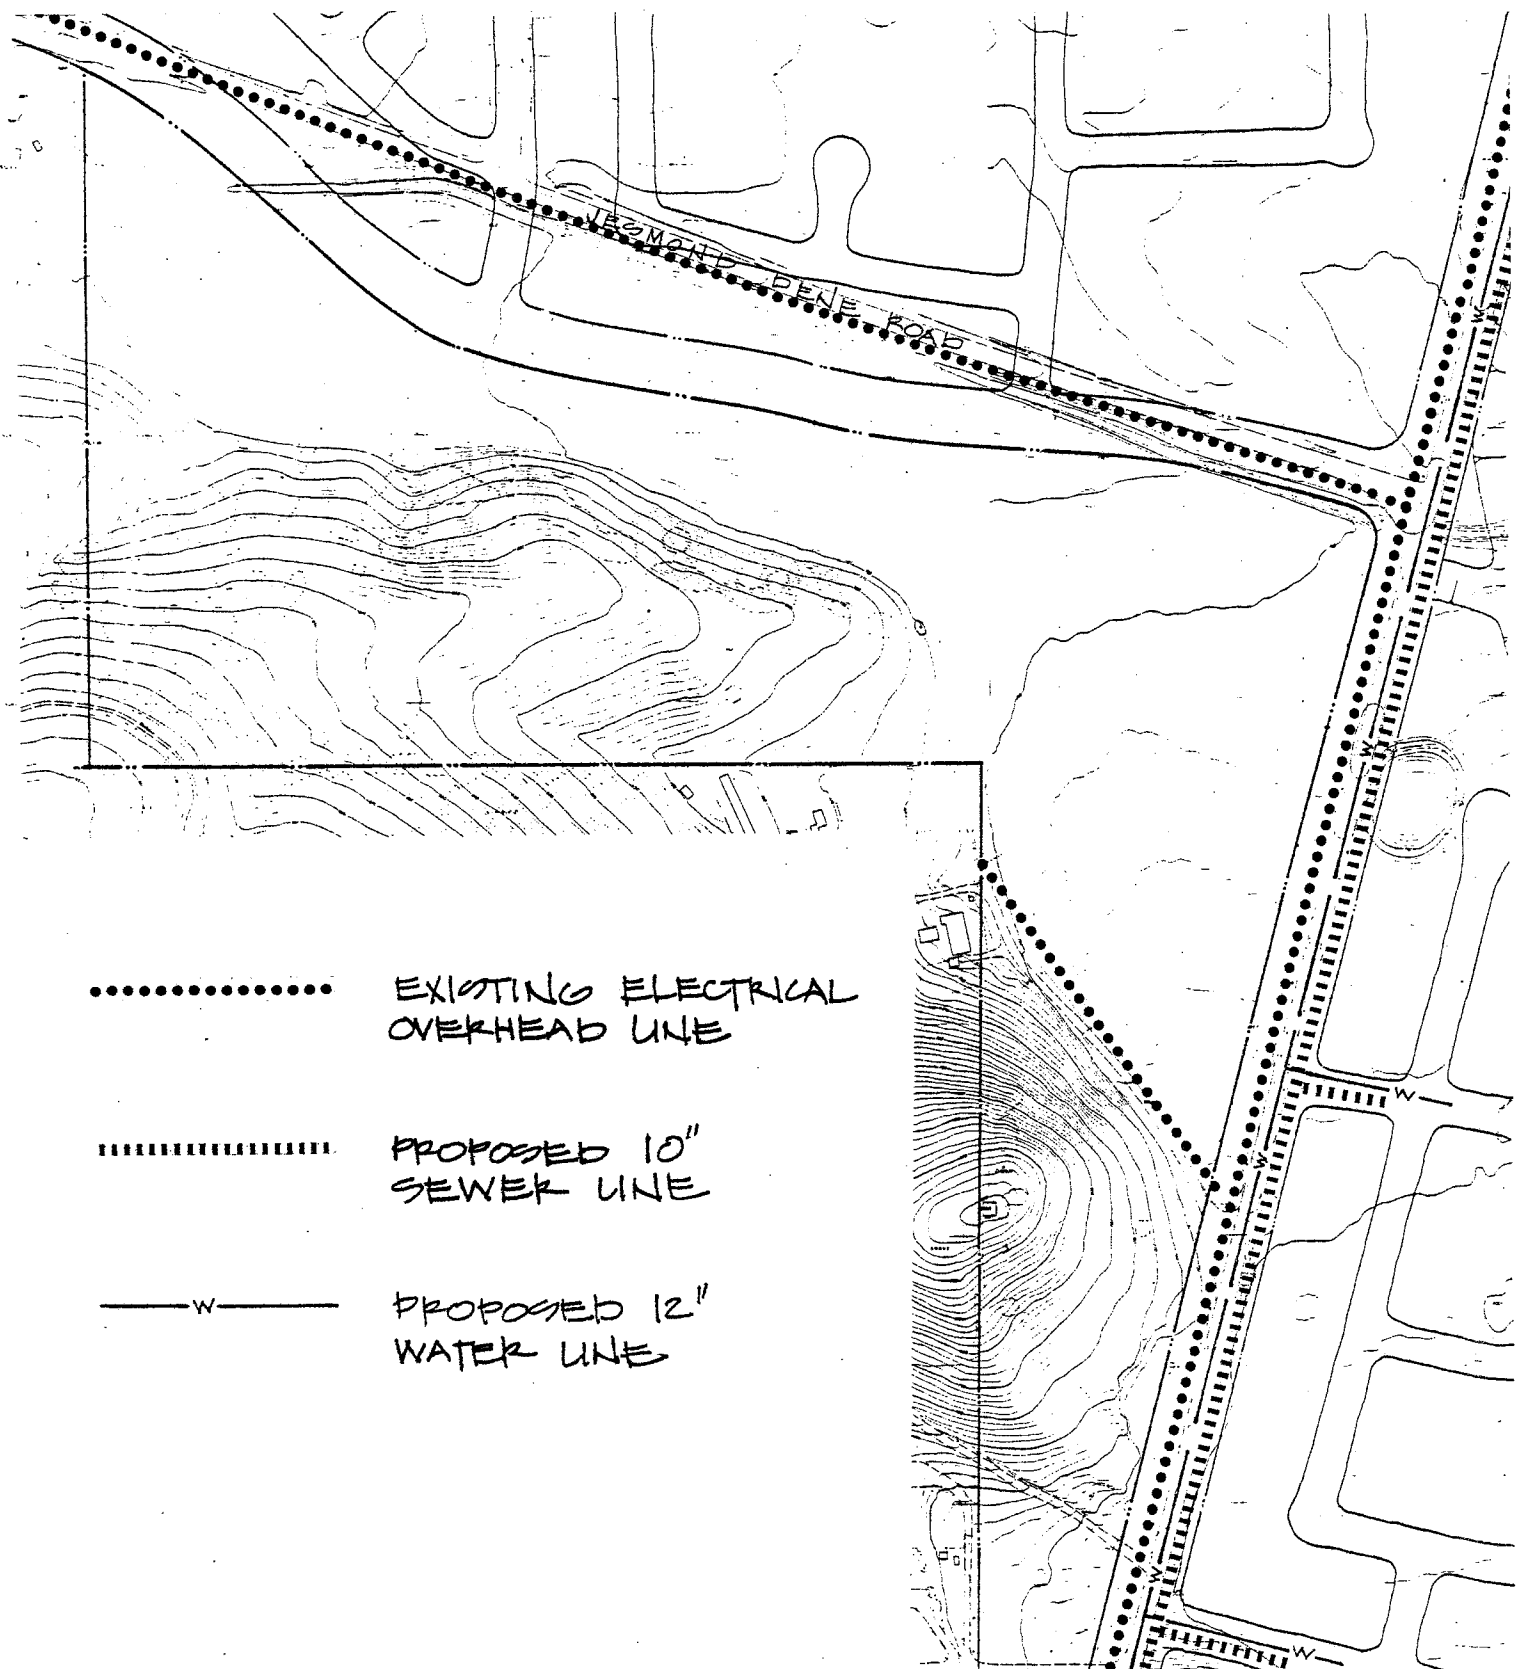 JESMOND DENE ROAD
W
W
EXISTING ELECTRICAL
OVERHEAD LINE
W
PROPOSED 10"
SEWER LINE
W
W
PROPOSED 12"
WATER LINE
W
W